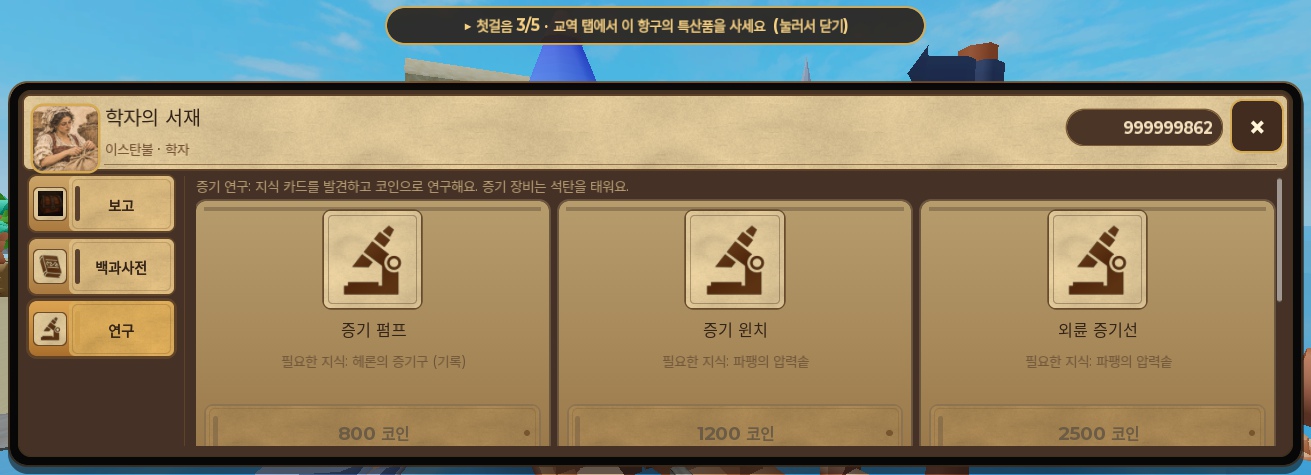 ▸ 첫걸음 3/5 · 교역 탭에서 이 항구의 특산품을 사세요 (눌러서 닫기)
학자의 서재
이스탄불 · 학자
999999862
×
보고
백과사전
연구
증기 연구: 지식 카드를 발견하고 코인으로 연구해요. 증기 장비는 석탄을 태워요.
증기 펌프
필요한 지식: 헤론의 증기구 (기록)
800 코인
증기 윈치
필요한 지식: 파팽의 압력솥
1200 코인
외륜 증기선
필요한 지식: 파팽의 압력솥
2500 코인